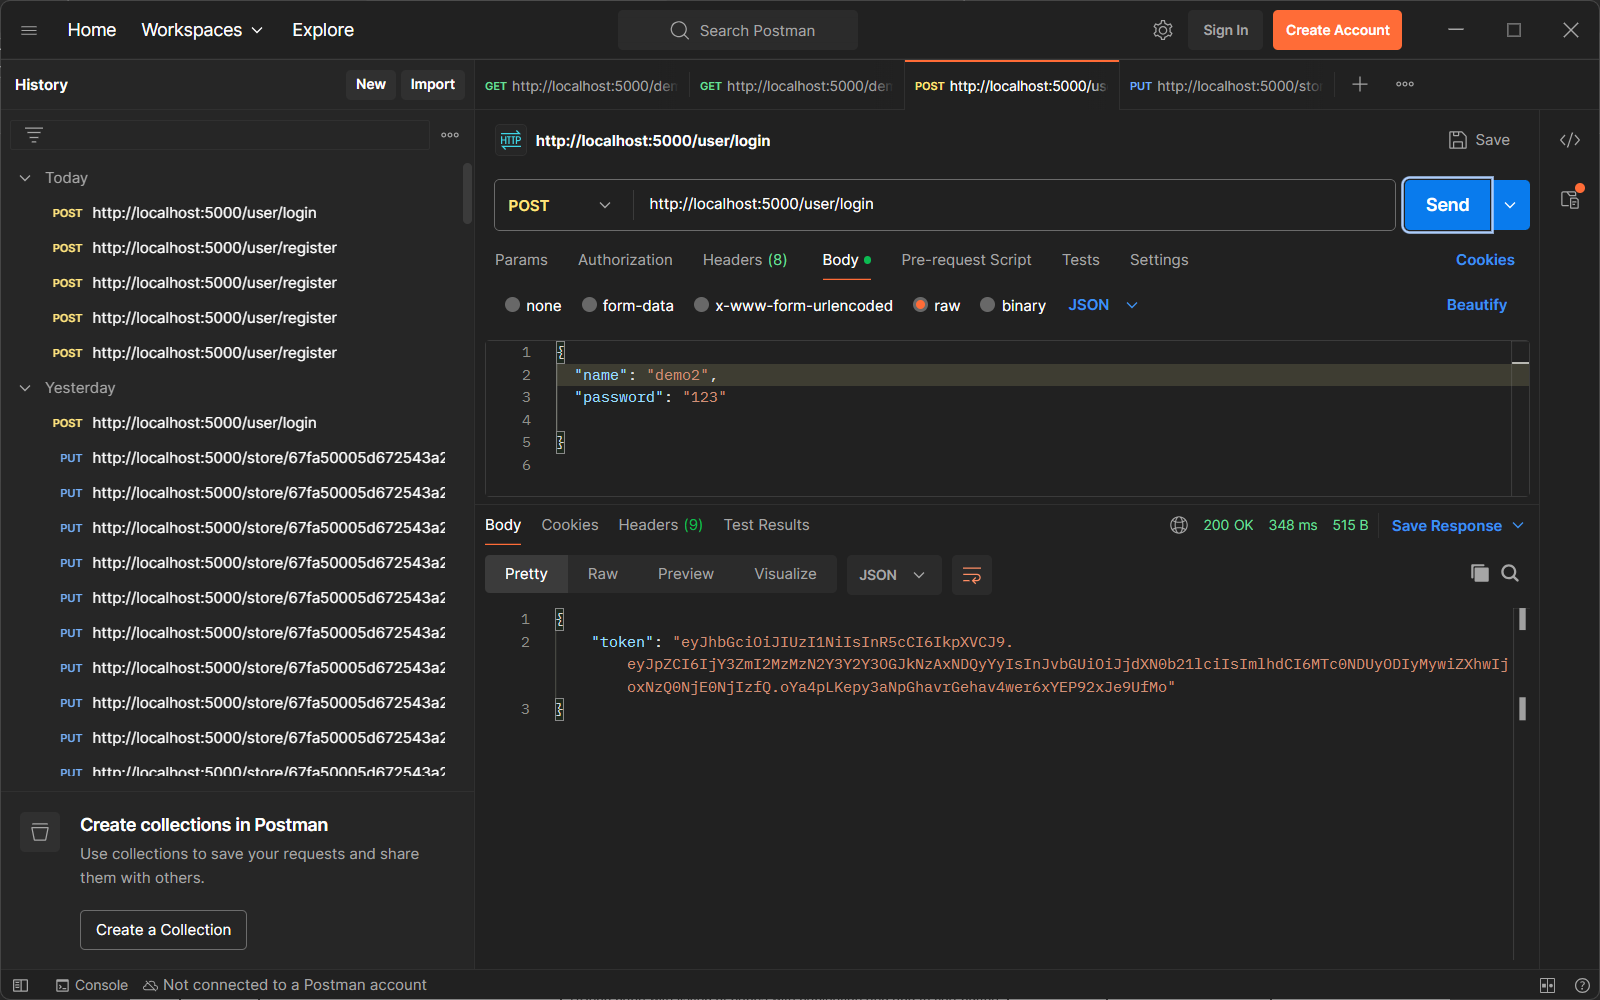 Home Workspaces Explore Search Postman Sign In Create Account
History New Import
GET http://localhost:5000/den GET http://localhost:5000/den POST http://localhost:5000/us PUT http://localhost:5000/sto
HTTP http://localhost:5000/user/login Save
Today
POST http://localhost:5000/user/login
POST http://localhost:5000/user/register
POST http://localhost:5000/user/register
POST http://localhost:5000/user/register
POST http://localhost:5000/user/register
Yesterday
POST http://localhost:5000/user/login
PUT http://localhost:5000/store/67fa50005d672543a2
PUT http://localhost:5000/store/67fa50005d672543a2
PUT http://localhost:5000/store/67fa50005d672543a2
PUT http://localhost:5000/store/67fa50005d672543a2
PUT http://localhost:5000/store/67fa50005d672543a2
PUT http://localhost:5000/store/67fa50005d672543a2
PUT http://localhost:5000/store/67fa50005d672543a2
PUT http://localhost:5000/store/67fa50005d672543a2
PUT http://localhost:5000/store/67fa50005d672543a2
PUT http://localhost:5000/store/67fa50005d672543a2
Create collections in Postman
Use collections to save your requests and share
them with others.
Create a Collection
POST http://localhost:5000/user/login Send
Params Authorization Headers (8) Body Pre-request Script Tests Settings Cookies
none form-data x-www-form-urlencoded raw binary JSON Beautify
1 {
2 "name": "demo2",
3 "password": "123"
4
5 }
6
Body Cookies Headers (9) Test Results 200 OK 348 ms 515 B Save Response
Pretty Raw Preview Visualize JSON
1 {
2 "token": "eyJhbGciOiJIUzI1NiIsInR5cCI6IkpXVCJ9.
eyJpZCI6IjY3ZmI2MzMzN2Y3Y2Y3OGJkNzAxNDQyYyIsInJvbGUiOiJjdXN0b21lciIsImlhdCI6MTc0NDUyODIyMywiZXhwIj
oxNzQ0NjE0NjIzfQ.oYa4pLKepy3aNpGhavrGehav4wer6xYEP92xJe9UfMo"
3 }
Console Not connected to a Postman account